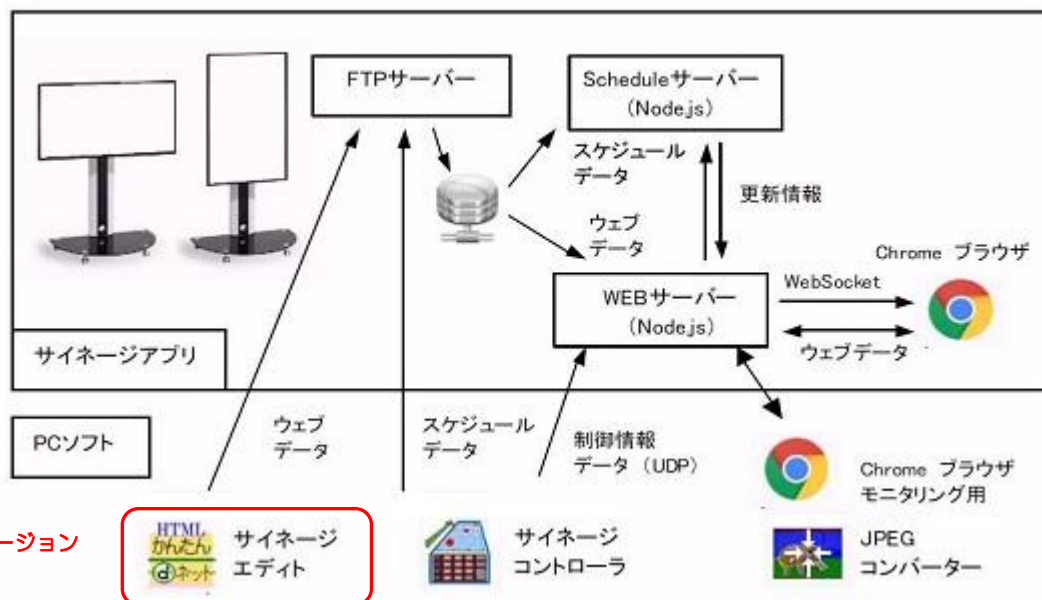 FTPサーバー
Scheduleサーバー
(Node.js)
スケジュール
データ
更新情報
ウェブ
データ
Chrome ブラウザ
WEBサーバー
(Node.js)
WebSocket
ウェブデータ
サイネージアプリ
PCソフト
ウェブ
データ
スケジュール
データ
制御情報
データ (UDP)
Chrome ブラウザ
モニタリング用
ージョン
HTML
かんたん
dネット
サイネージ
エディト
サイネージ
コントローラ
JPEG
コンバーター